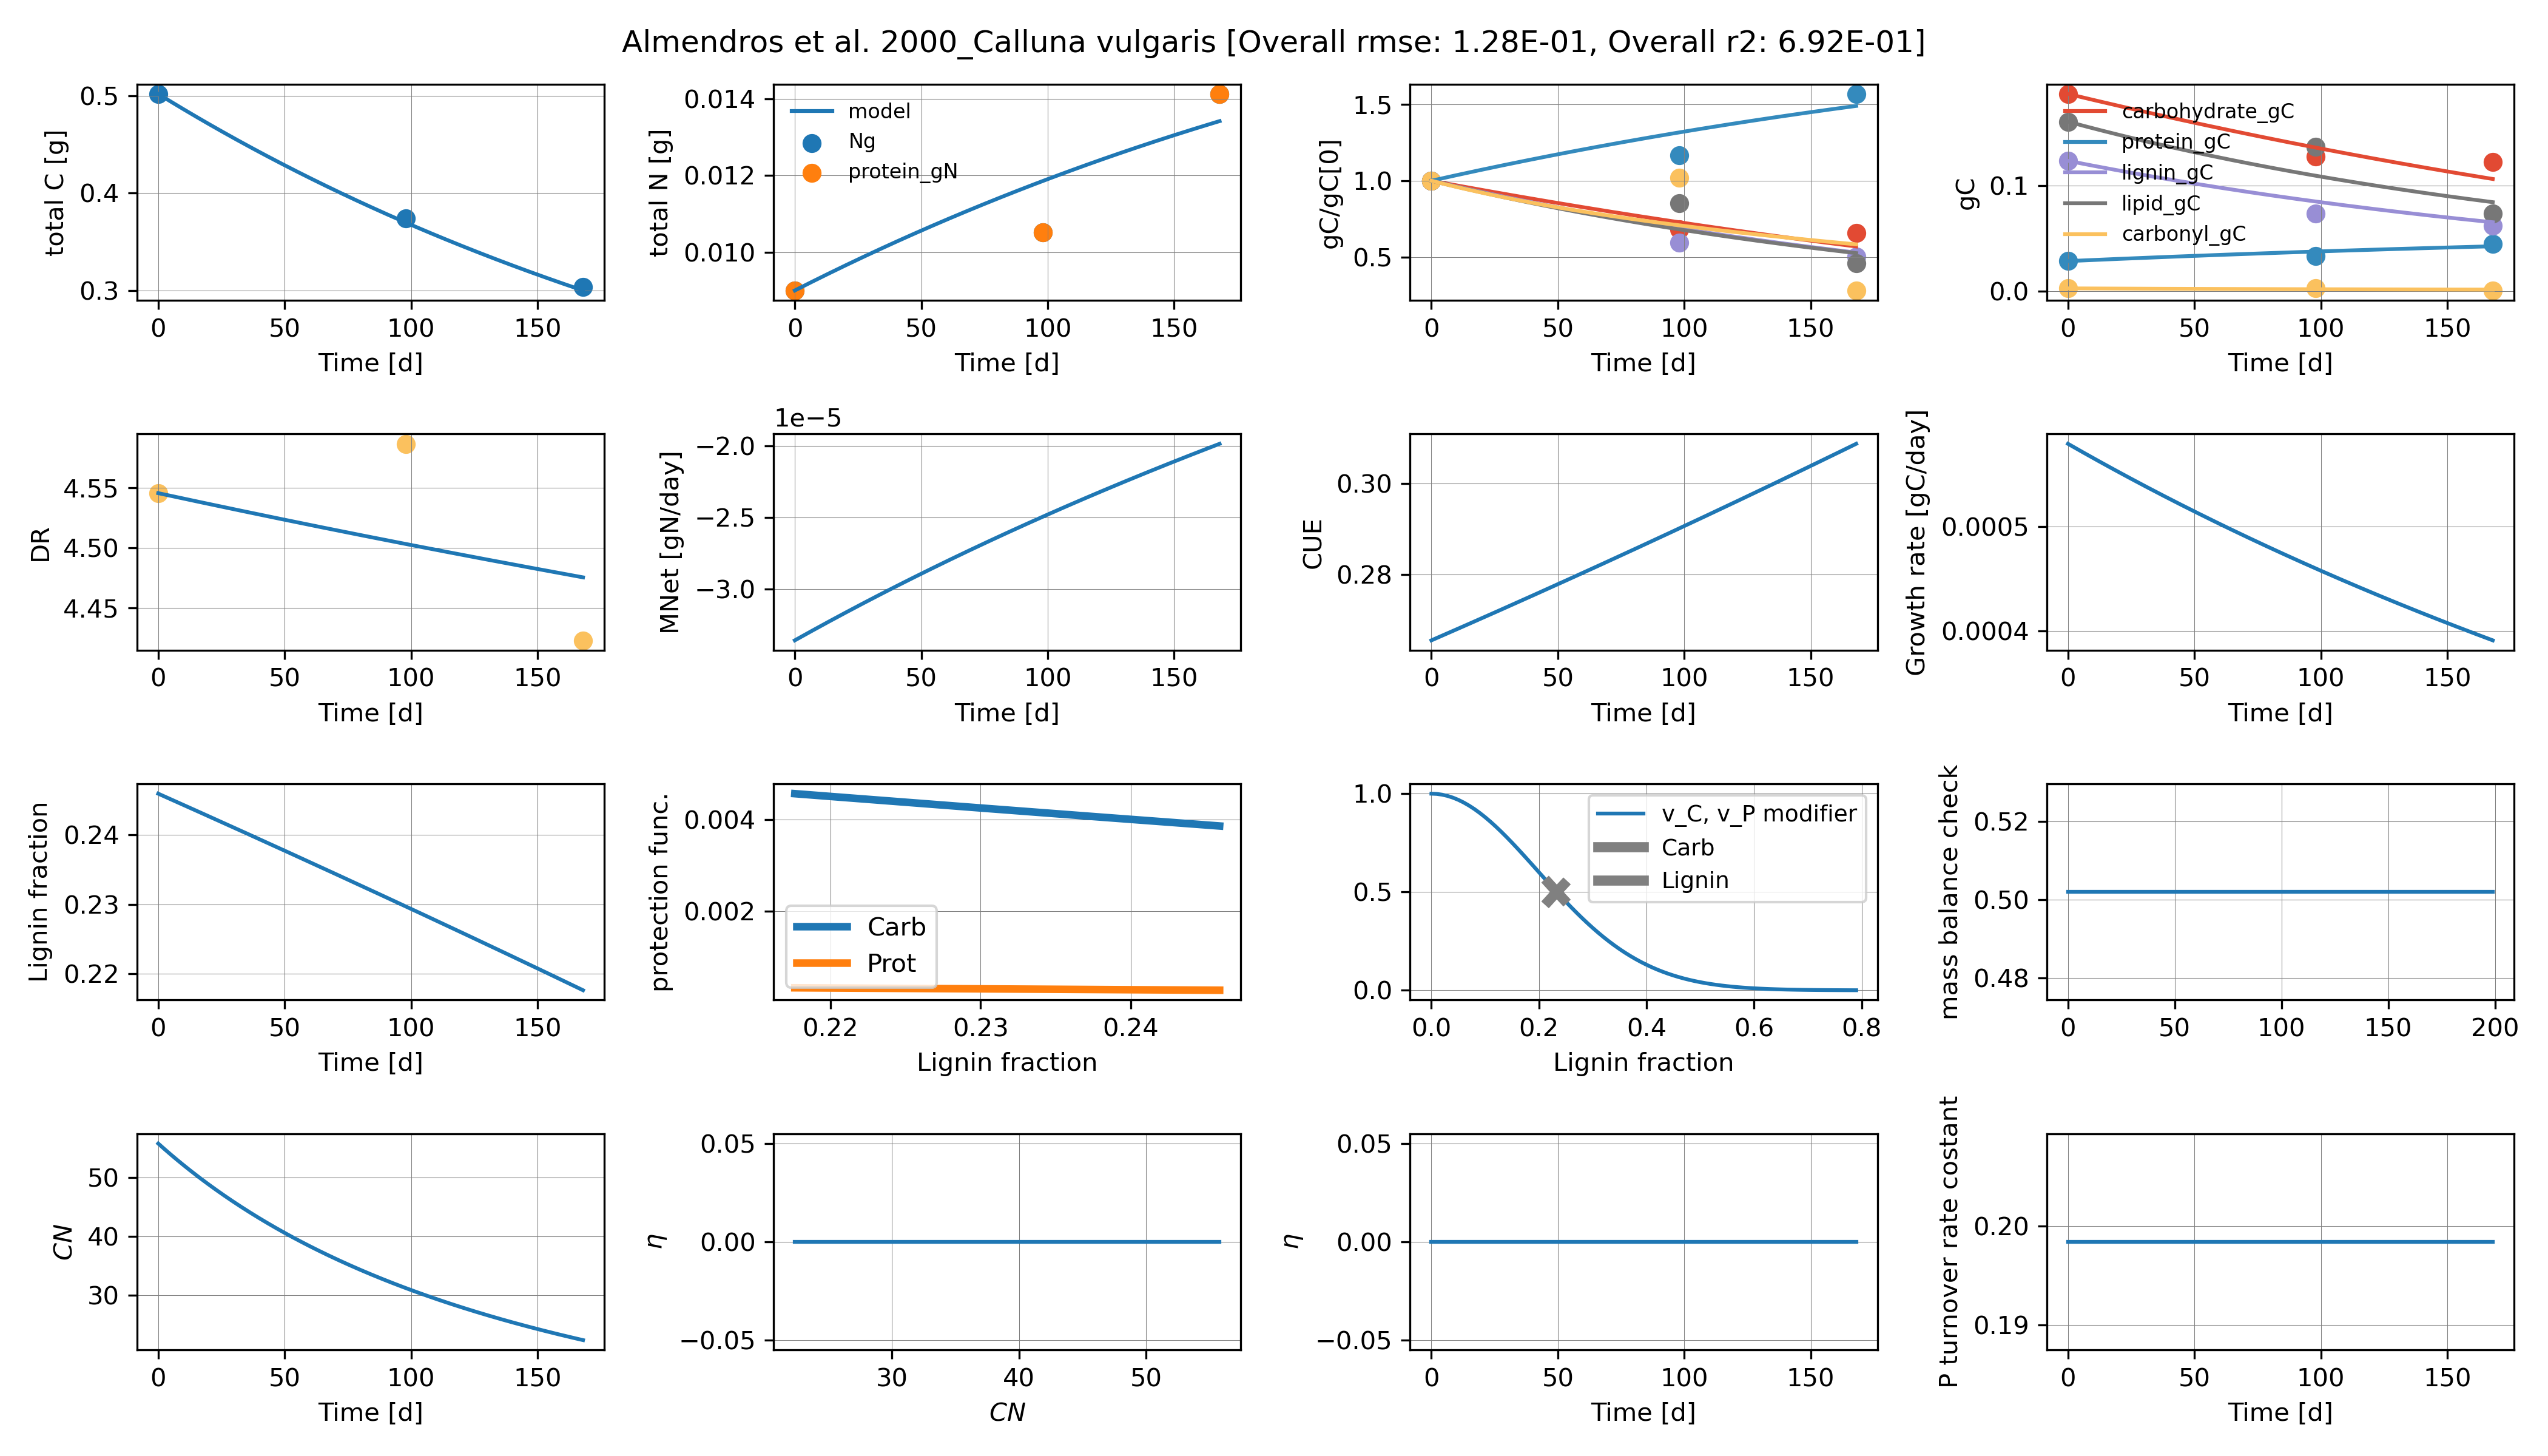 Almendros et al. 2000_Calluna vulgaris [Overall rmse: 1.28E-01, Overall r2: 6.92E-01]
total C [g]
0.5
0.4
0.3
0 50 100 150
Time [d]
total N [g]
0.014
0.012
0.010
model
Ng
protein_gN
0 50 100 150
Time [d]
gC/gC[0]
1.5
1.0
0.5
0 50 100 150
Time [d]
gC
0.1
0.0
carbohydrate_gC
protein_gC
lignin_gC
lipid_gC
carbonyl_gC
0 50 100 150
Time [d]
DR
4.55
4.50
4.45
0 50 100 150
Time [d]
1e−5
MNet [gN/day]
−2.0
−2.5
−3.0
0 50 100 150
Time [d]
CUE
0.30
0.28
0 50 100 150
Time [d]
Growth rate [gC/day]
0.0005
0.0004
0 50 100 150
Time [d]
Lignin fraction
0.24
0.23
0.22
0 50 100 150
Time [d]
protection func.
0.004
0.002
Carb
Prot
0.22 0.23 0.24
Lignin fraction
1.0
0.5
0.0
v_C, v_P modifier
Carb
Lignin
0.0 0.2 0.4 0.6 0.8
Lignin fraction
mass balance check
0.52
0.50
0.48
0 50 100 150 200
CN
50
40
30
0 50 100 150
Time [d]
η
0.05
0.00
−0.05
30 40 50
CN
η
0.05
0.00
−0.05
0 50 100 150
Time [d]
P turnover rate costant
0.20
0.19
0 50 100 150
Time [d]